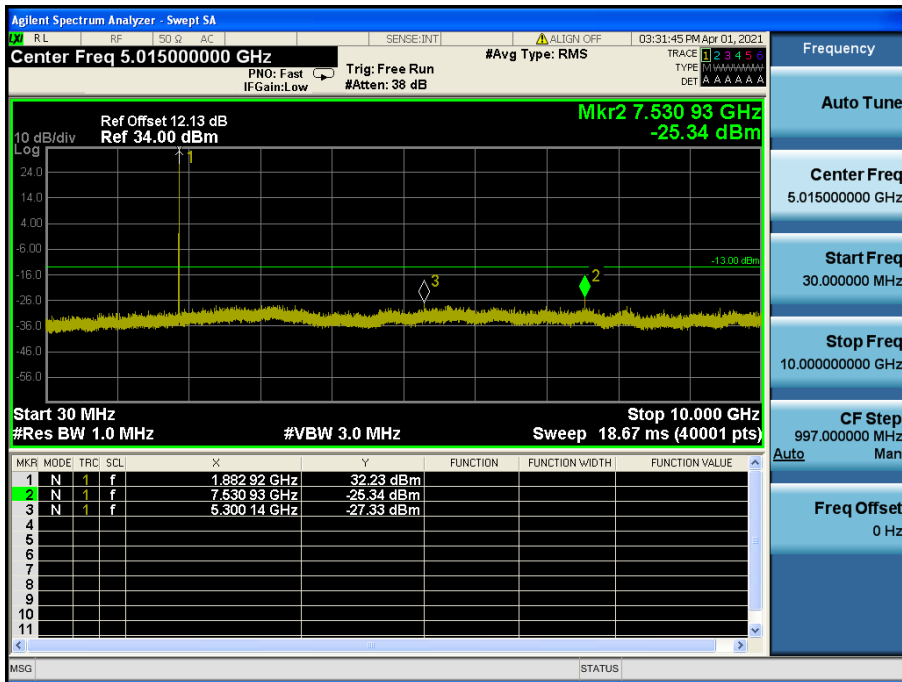 Agilent Spectrum Analyzer - Swept SA
LXI RL RF 50 Ω AC SENSE:INT ALIGN OFF 03:31:45 PM Apr 01, 2021
Center Freq 5.015000000 GHz
PNO: Fast
IFGain:Low
Trig: Free Run
#Atten: 38 dB
#Avg Type: RMS
TRACE 1 2 3 4 5 6
TYPE M WWWWW
DET A A A A A A
Mkr2 7.530 93 GHz
-25.34 dBm
Ref Offset 12.13 dB
10 dB/div Ref 34.00 dBm
Log
24.0
14.0
4.00
-6.00
-16.0
-26.0
-36.0
-46.0
-56.0
1
2
3
-13.00 dBm
Start 30 MHz Stop 10.000 GHz
#Res BW 1.0 MHz #VBW 3.0 MHz Sweep 18.67 ms (40001 pts)
MKR MODE TRC SCL X Y FUNCTION FUNCTION WIDTH FUNCTION VALUE
1 N 1 f 1.882 92 GHz 32.23 dBm
2 N 1 f 7.530 93 GHz -25.34 dBm
3 N 1 f 5.300 14 GHz -27.33 dBm
4
5
6
7
8
9
10
11
MSG STATUS
Frequency
Auto Tune
Center Freq
5.015000000 GHz
Start Freq
30.000000 MHz
Stop Freq
10.000000000 GHz
CF Step
997.000000 MHz
Auto Man
Freq Offset
0 Hz